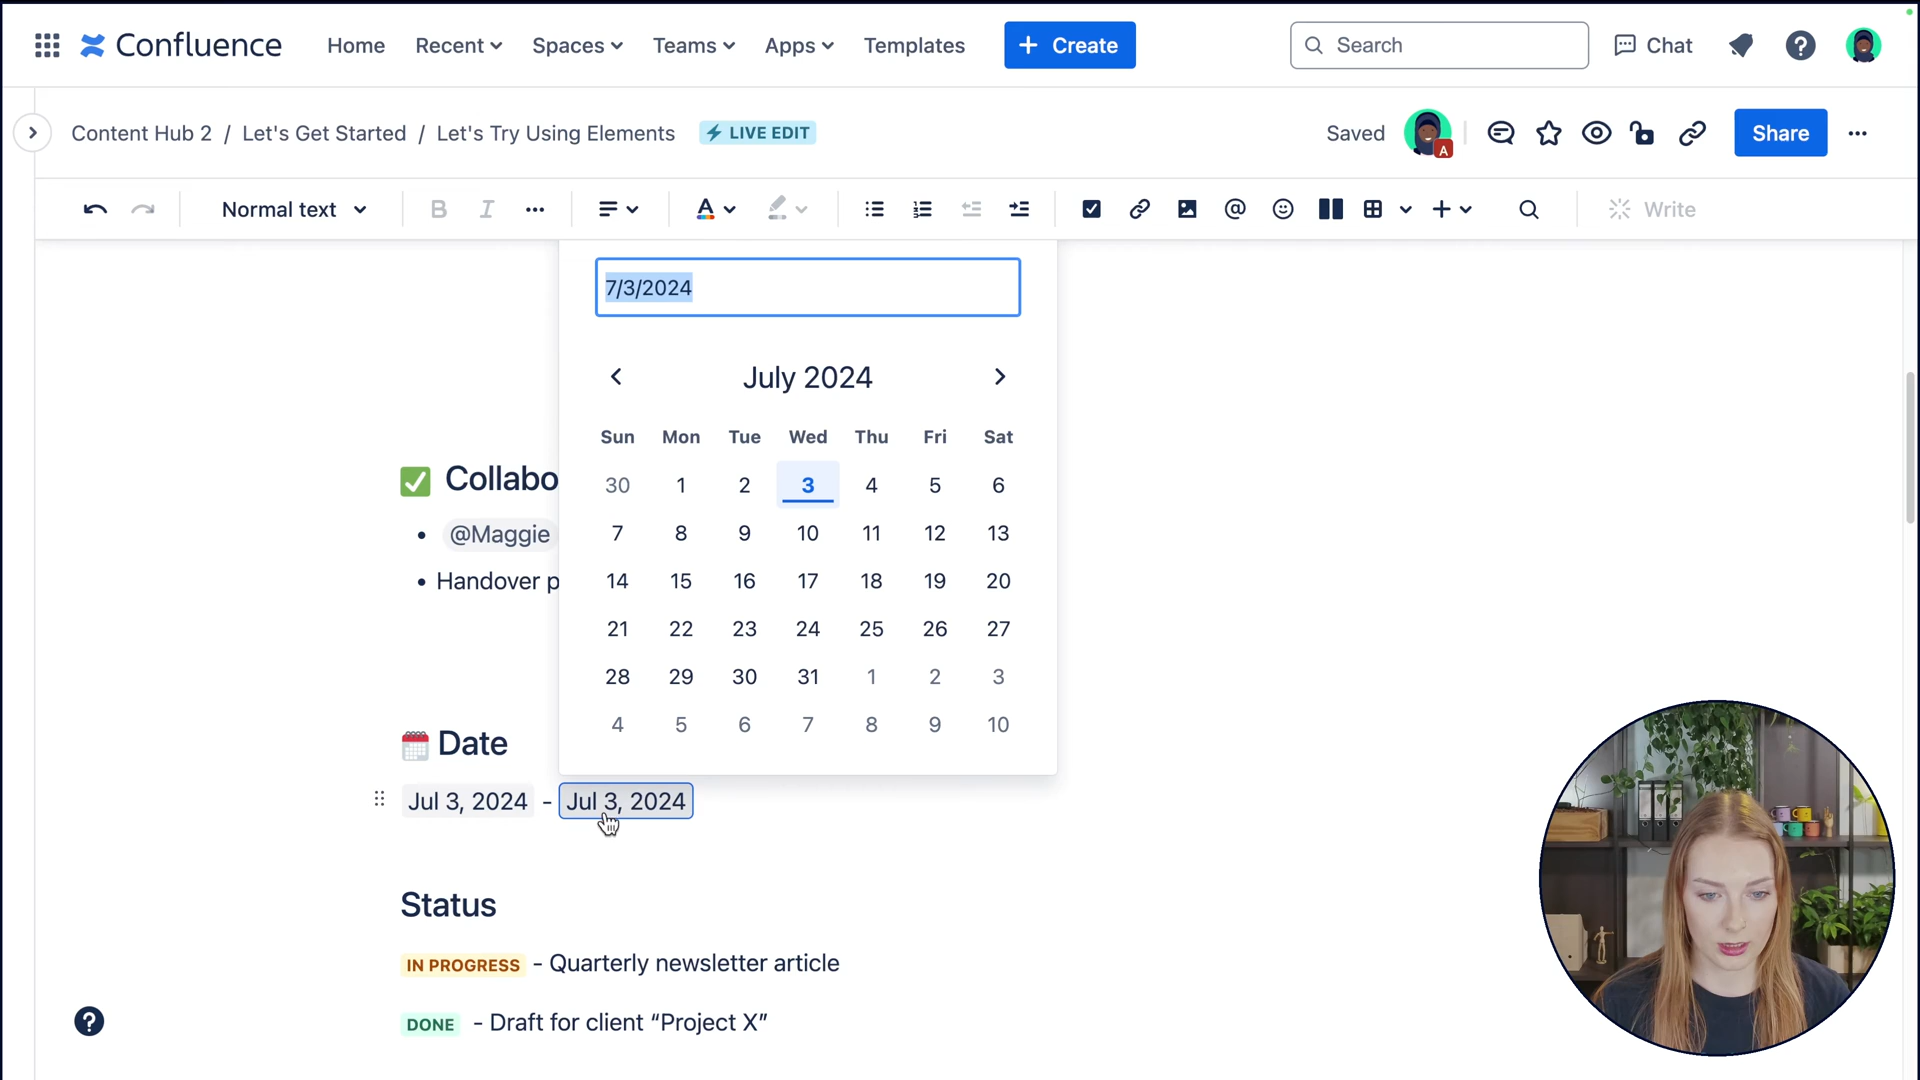 Confluence Home Recent Spaces Teams Apps Templates + Create Search Chat
Content Hub 2 / Let's Get Started / Let's Try Using Elements LIVE EDIT Saved A Share
Normal text B I A @ Write
7/3/2024
July 2024
Sun Mon Tue Wed Thu Fri Sat
30 1 2 3 4 5 6
7 8 9 10 11 12 13
14 15 16 17 18 19 20
21 22 23 24 25 26 27
28 29 30 31 1 2 3
4 5 6 7 8 9 10
Collabo
• @Maggie
• Handover p
Date
Jul 3, 2024 - Jul 3, 2024
Status
IN PROGRESS - Quarterly newsletter article
DONE - Draft for client “Project X”